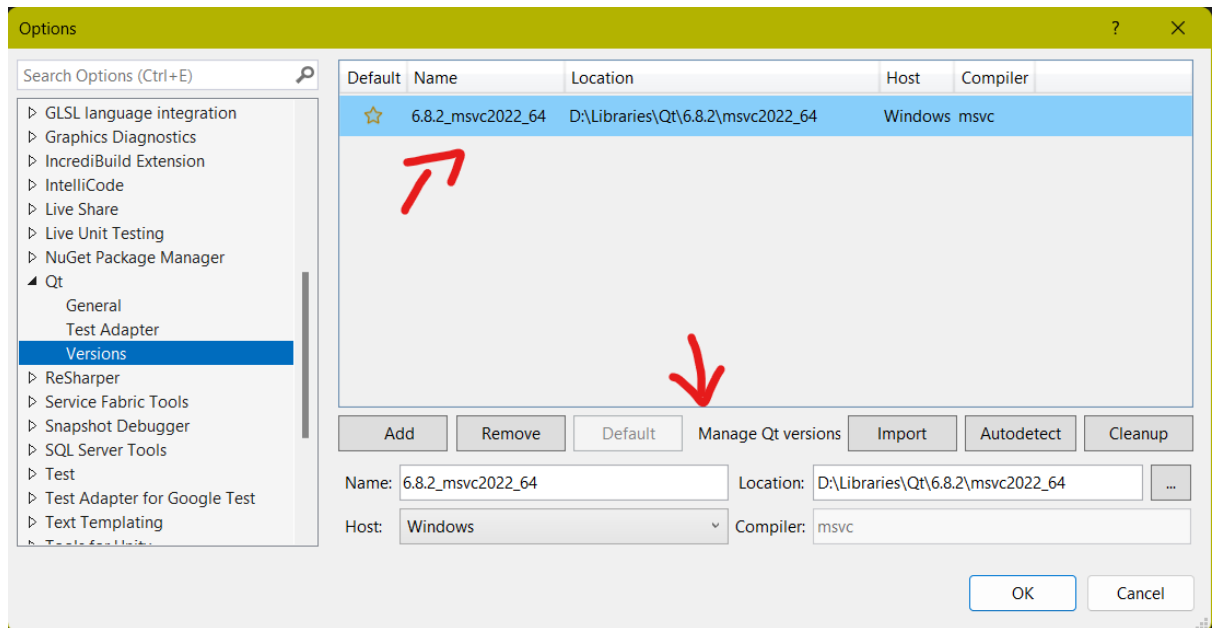 Options
?
Search Options (Ctrl+E)
GLSL language integration
Graphics Diagnostics
IncrediBuild Extension
IntelliCode
Live Share
Live Unit Testing
NuGet Package Manager
Qt
General
Test Adapter
Versions
ReSharper
Service Fabric Tools
Snapshot Debugger
SQL Server Tools
Test
Test Adapter for Google Test
Text Templating
Default Name Location Host Compiler
6.8.2_msvc2022_64 D:\Libraries\Qt\6.8.2\msvc2022_64 Windows msvc
Add Remove Default Manage Qt versions Import Autodetect Cleanup
Name: 6.8.2_msvc2022_64 Location: D:\Libraries\Qt\6.8.2\msvc2022_64 ...
Host: Windows Compiler: msvc
OK Cancel